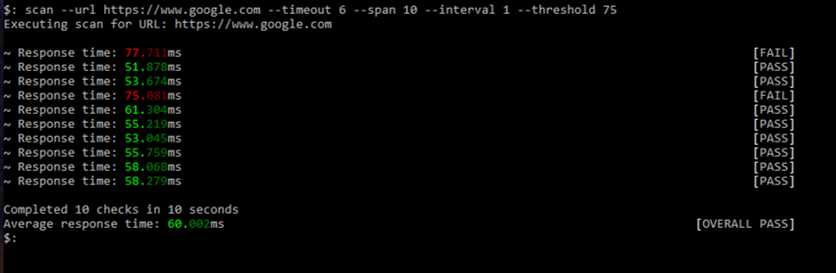 $: scan --url https://www.google.com --timeout 6 --span 10 --interval 1 --threshold 75
Executing scan for URL: https://www.google.com
~ Response time: 77.711ms [FAIL]
~ Response time: 51.878ms [PASS]
~ Response time: 53.674ms [PASS]
~ Response time: 75.081ms [FAIL]
~ Response time: 61.304ms [PASS]
~ Response time: 55.219ms [PASS]
~ Response time: 53.045ms [PASS]
~ Response time: 55.759ms [PASS]
~ Response time: 58.068ms [PASS]
~ Response time: 58.279ms [PASS]
Completed 10 checks in 10 seconds
Average response time: 60.002ms [OVERALL PASS]
$: